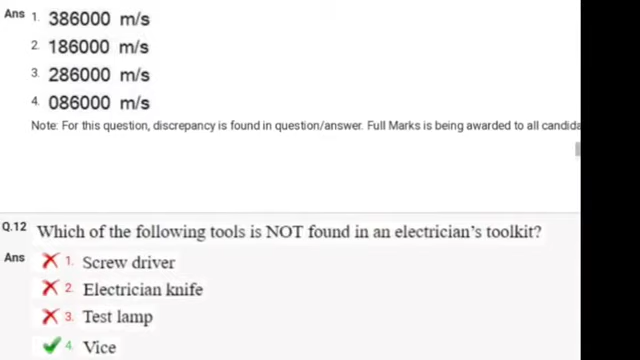 Ans 1. 386000 m/s
2. 186000 m/s
3. 286000 m/s
4. 086000 m/s
Note: For this question, discrepancy is found in question/answer. Full Marks is being awarded to all candida
Q.12 Which of the following tools is NOT found in an electrician's toolkit?
Ans 1. Screw driver
2. Electrician knife
3. Test lamp
4. Vice